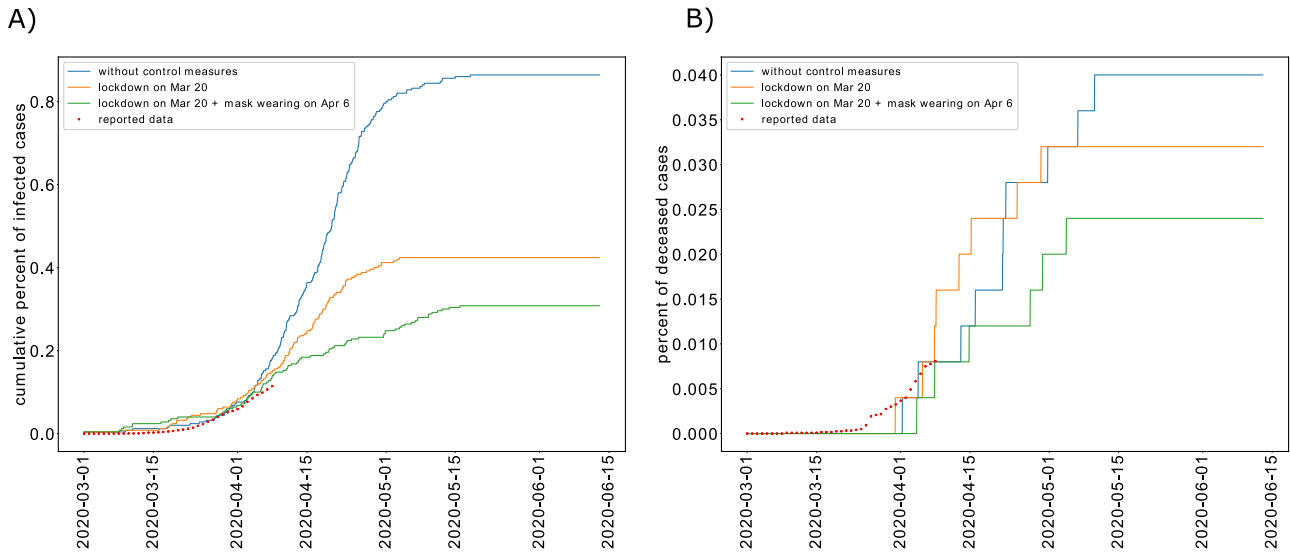 A)
cumulative percent of infected cases
0.8
0.6
0.4
0.2
0.0
without control measures
lockdown on Mar 20
lockdown on Mar 20 + mask wearing on Apr 6
reported data
2020-03-01
2020-03-15
2020-04-01
2020-04-15
2020-05-01
2020-05-15
2020-06-01
2020-06-15
B)
percent of deceased cases
0.040
0.035
0.030
0.025
0.020
0.015
0.010
0.005
0.000
without control measures
lockdown on Mar 20
lockdown on Mar 20 + mask wearing on Apr 6
reported data
2020-03-01
2020-03-15
2020-04-01
2020-04-15
2020-05-01
2020-05-15
2020-06-01
2020-06-15